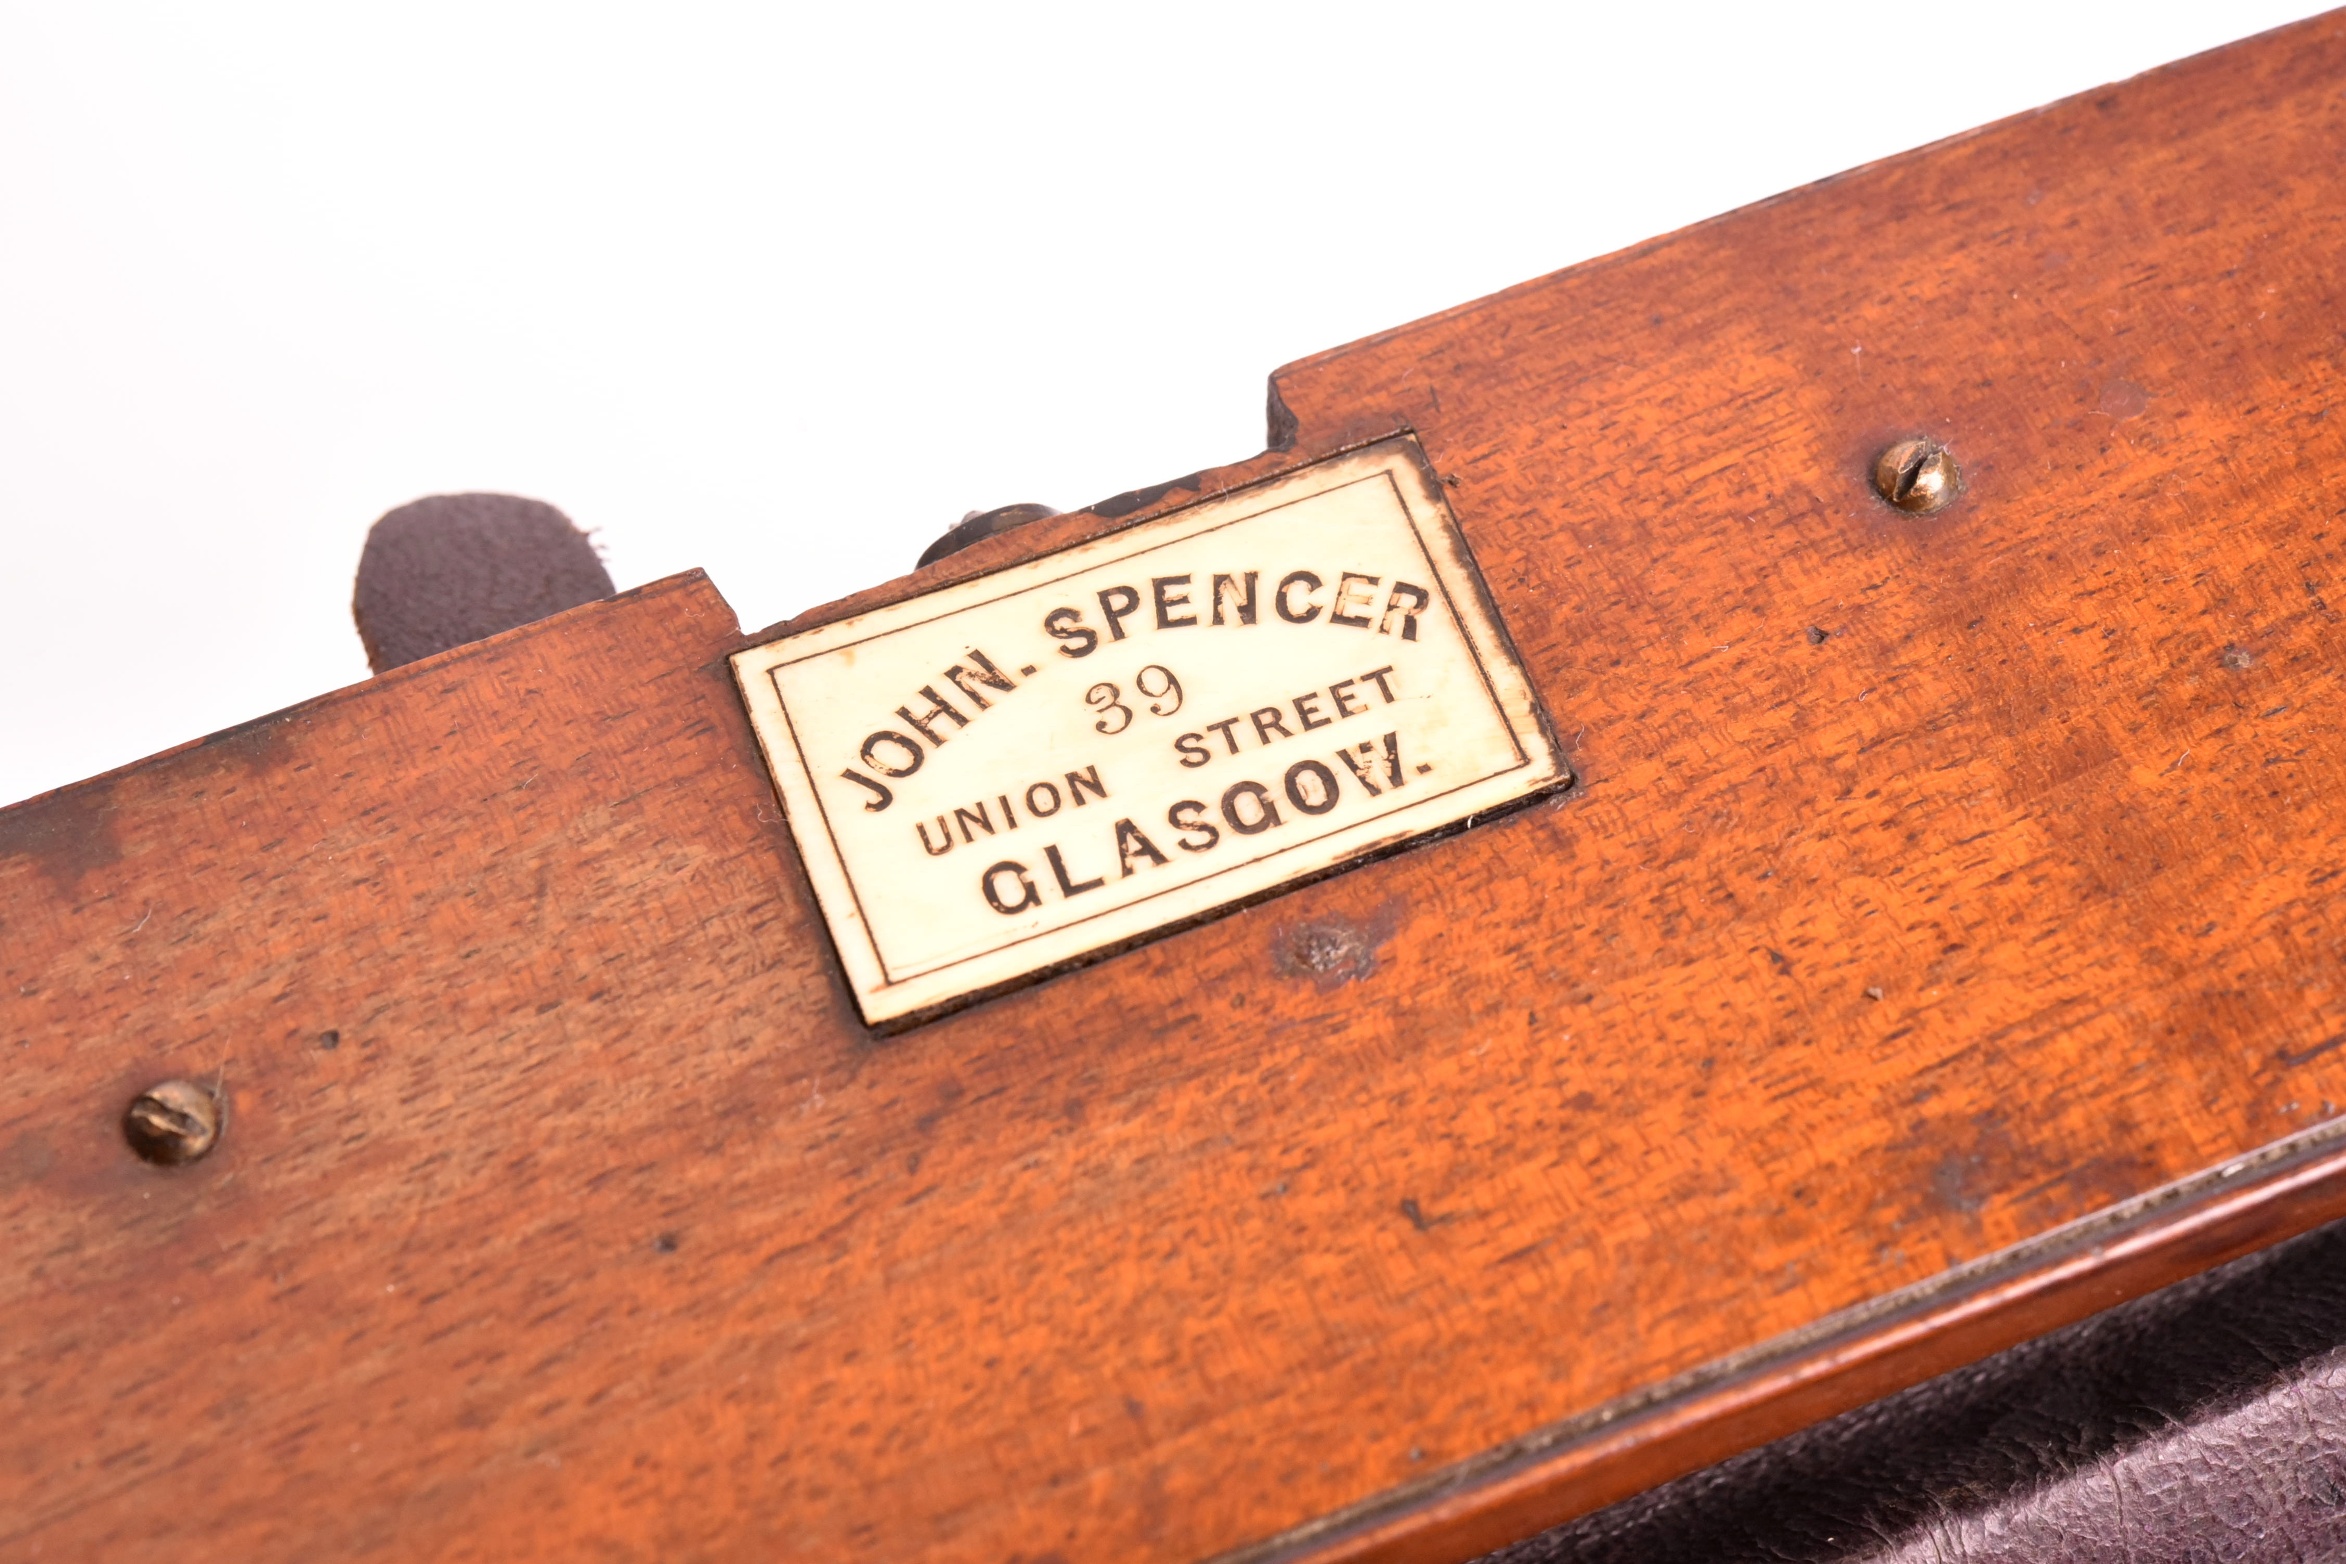 JOHN. SPENCER
39
UNION STREET
GLASGOW.